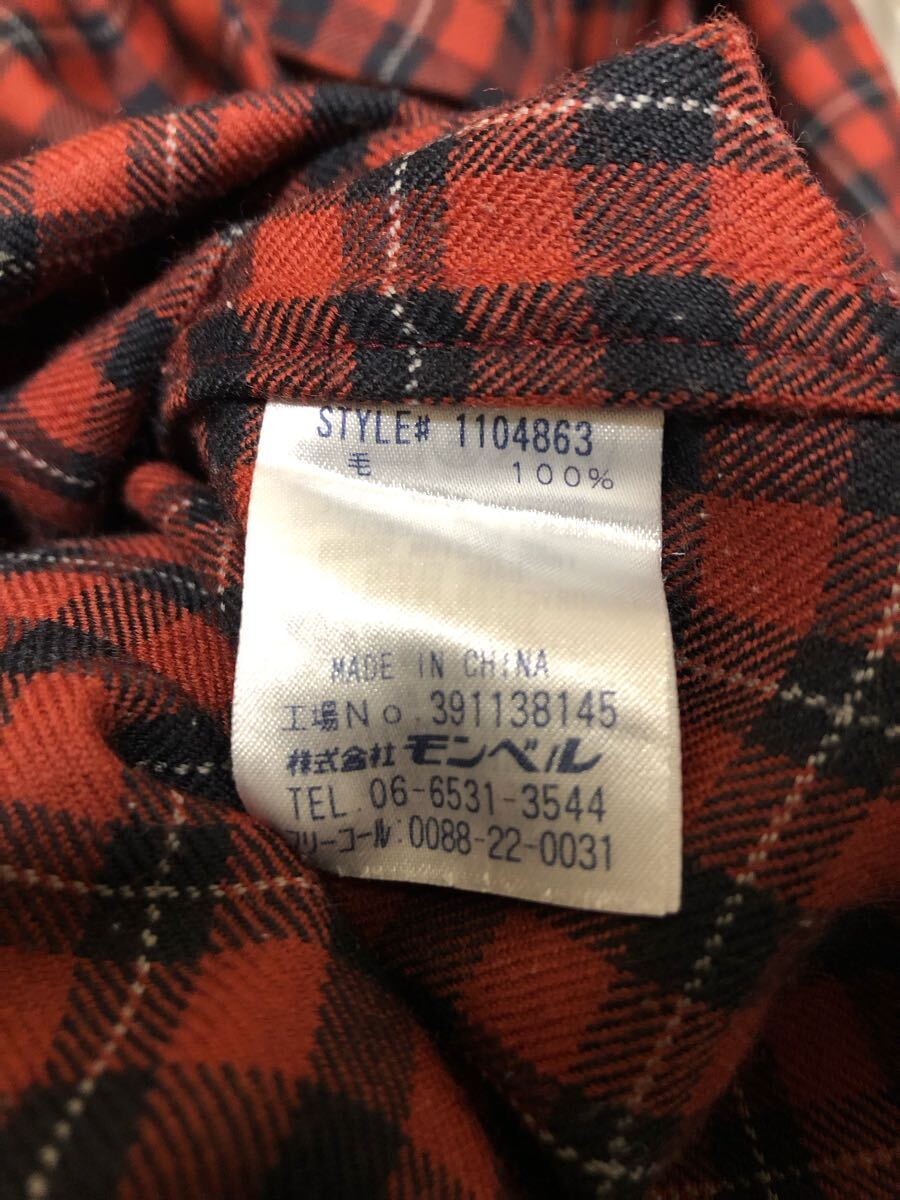 STYLE# 1104863
毛 100%
MADE IN CHINA
工場No.391138145
株式会社モンベル
TEL.06-6531-3544
フリーコール:0088-22-0031